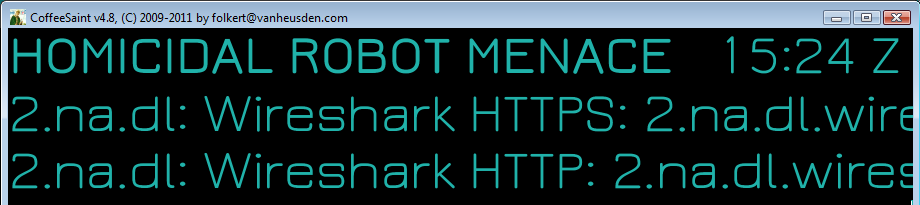 CoffeeSaint v4.8, (C) 2009-2011 by folkert@vanheusden.com
HOMICIDAL ROBOT MENACE 15:24 Z
2.na.dl: Wireshark HTTPS: 2.na.dl.wire
2.na.dl: Wireshark HTTP: 2.na.dl.wires